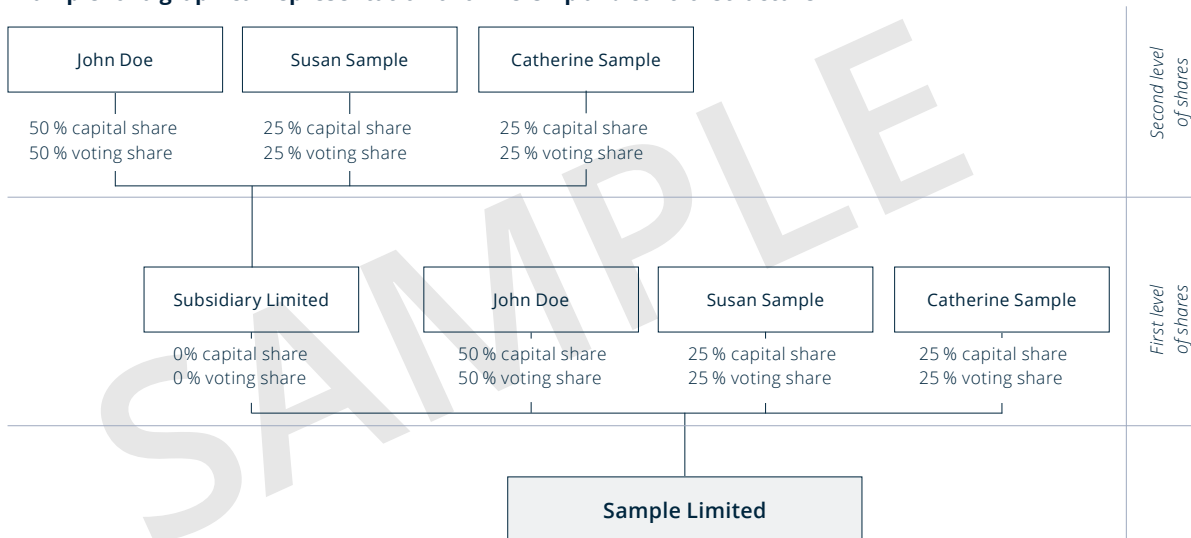 John Doe
Susan Sample
Catherine Sample
50 % capital share
50 % voting share
25 % capital share
25 % voting share
25 % capital share
25 % voting share
Second level
of shares
Subsidiary Limited
John Doe
Susan Sample
Catherine Sample
0% capital share
0 % voting share
50 % capital share
50 % voting share
25 % capital share
25 % voting share
25 % capital share
25 % voting share
First level
of shares
Sample Limited
SAMPLE